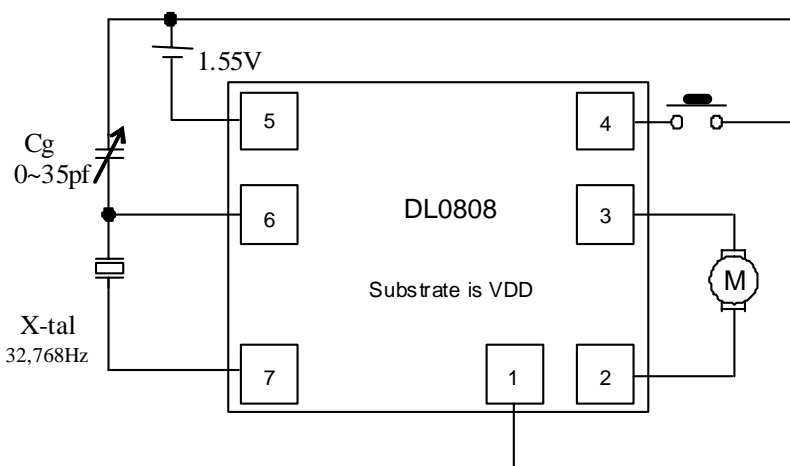 1.55V
5
4
Cg
0~35pf
6
DL0808
3
M
Substrate is VDD
X-tal
32,768Hz
7
1
2